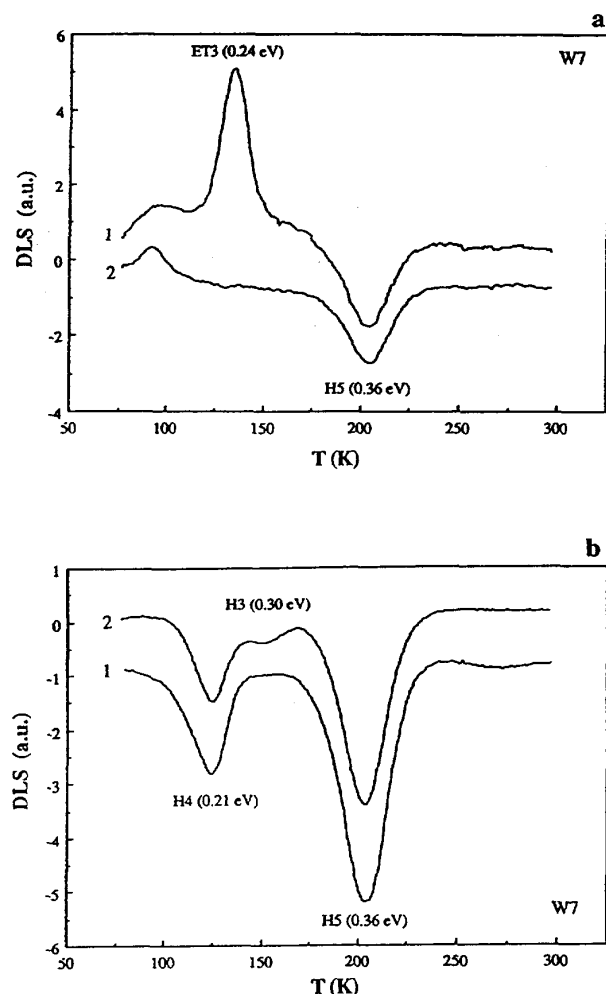 a
6
ET3 (0.24 eV)
W7
4
2
1
0
2
-2
H5 (0.36 eV)
-4
50 100 150 200 250 300
T (K)
DLS (a.u.)
b
1
H3 (0.30 eV)
0
2
-1
1
-2
-3
H4 (0.21 eV)
-4
-5
H5 (0.36 eV)
W7
-6
50 100 150 200 250 300
T (K)
DLS (a.u.)